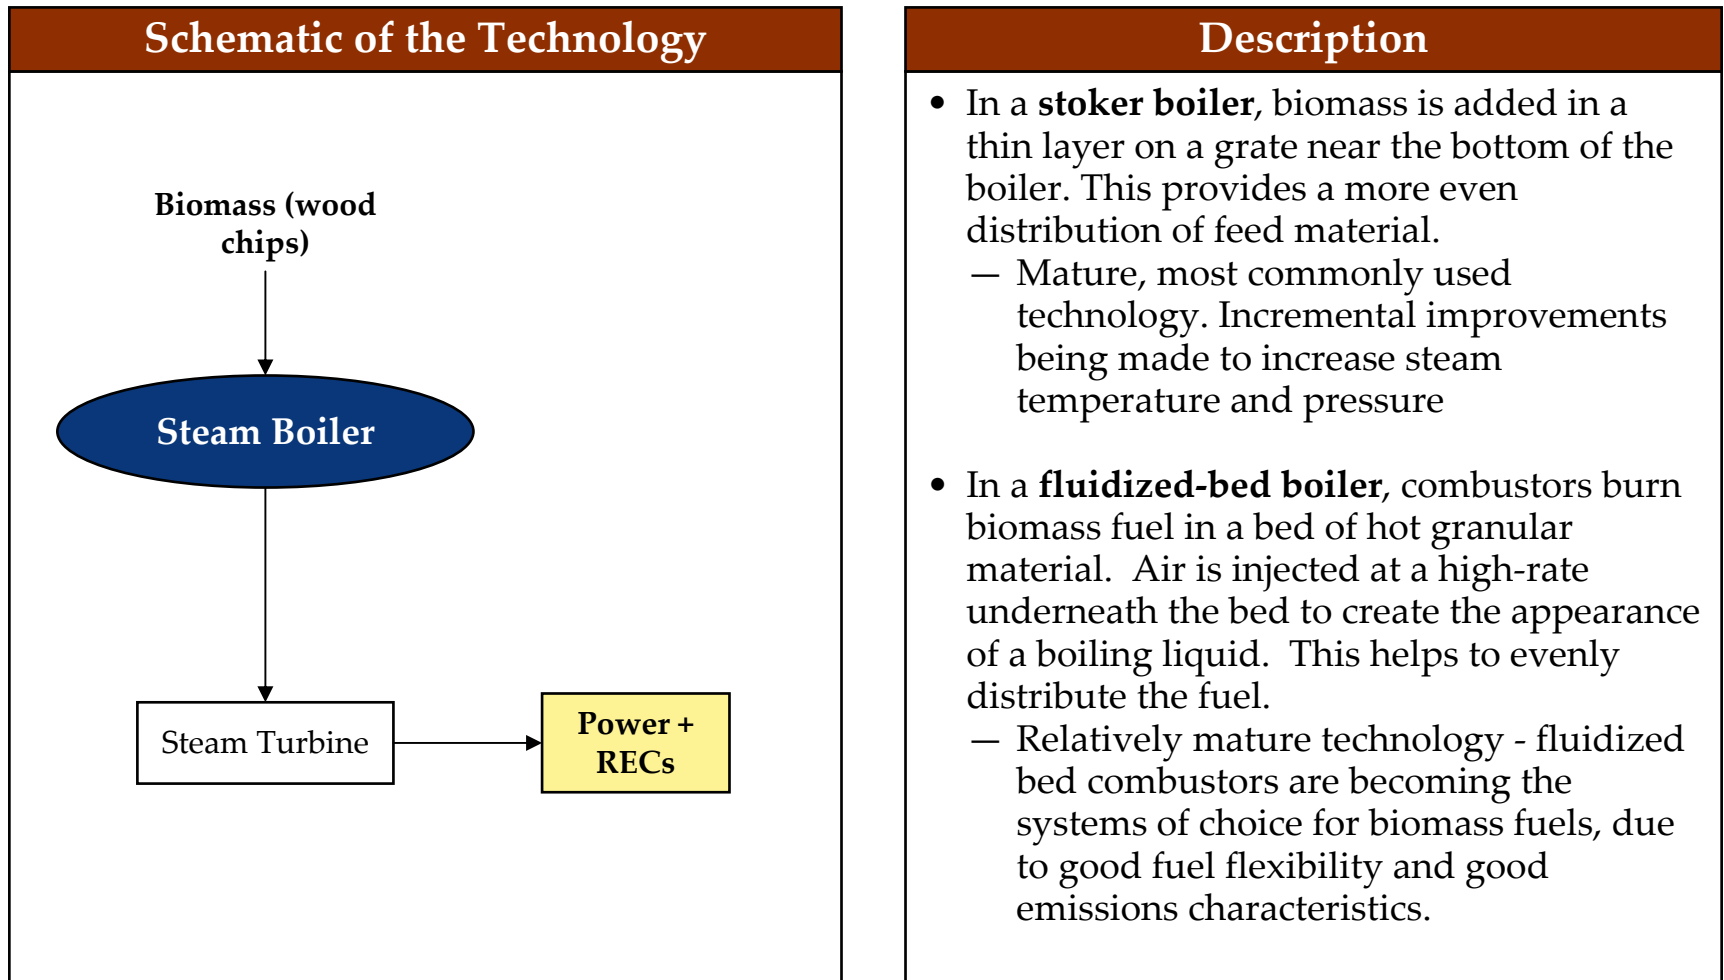 Schematic of the Technology
Biomass (wood
chips)
Steam Boiler
Steam Turbine
Power +
RECs
Description
• In a stoker boiler, biomass is added in a
thin layer on a grate near the bottom of the
boiler. This provides a more even
distribution of feed material.
— Mature, most commonly used
technology. Incremental improvements
being made to increase steam
temperature and pressure
• In a fluidized-bed boiler, combustors burn
biomass fuel in a bed of hot granular
material.  Air is injected at a high-rate
underneath the bed to create the appearance
of a boiling liquid.  This helps to evenly
distribute the fuel.
— Relatively mature technology - fluidized
bed combustors are becoming the
systems of choice for biomass fuels, due
to good fuel flexibility and good
emissions characteristics.